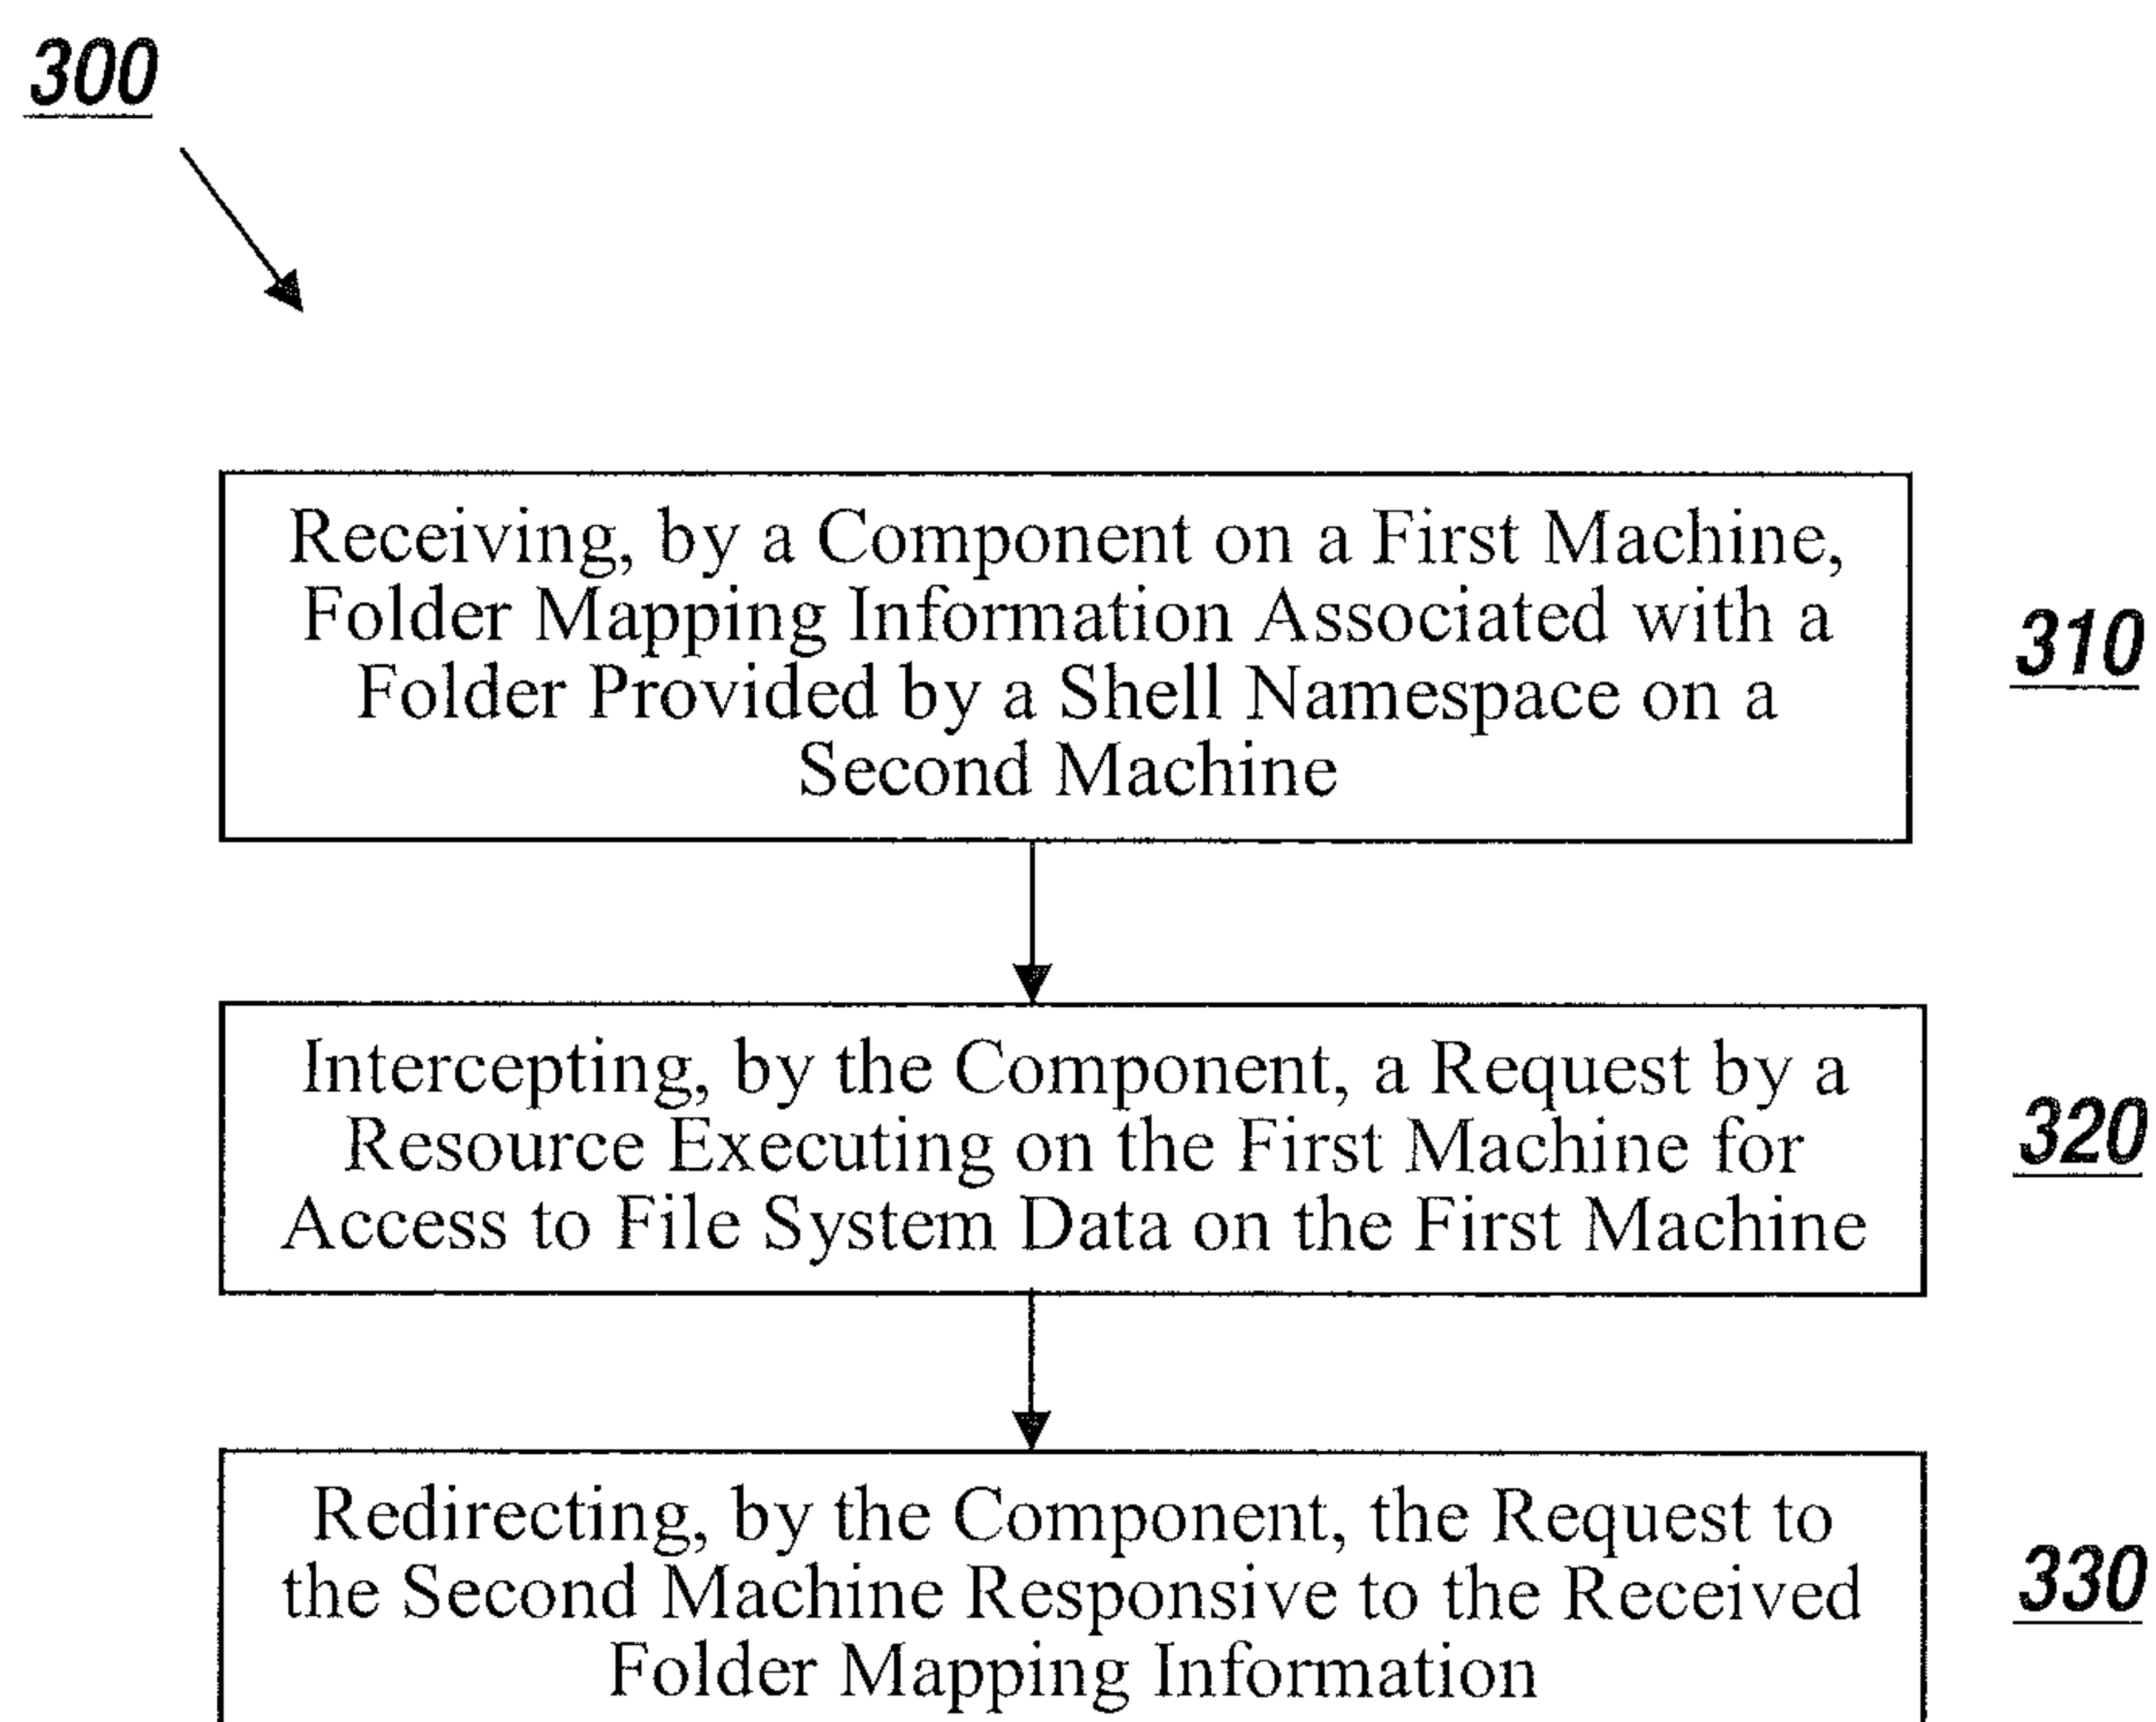 300
Receiving, by a Component on a First Machine,
Folder Mapping Information Associated with a
Folder Provided by a Shell Namespace on a
Second Machine
310
Intercepting, by the Component, a Request by a
Resource Executing on the First Machine for
Access to File System Data on the First Machine
320
Redirecting, by the Component, the Request to
the Second Machine Responsive to the Received
Folder Mapping Information
330